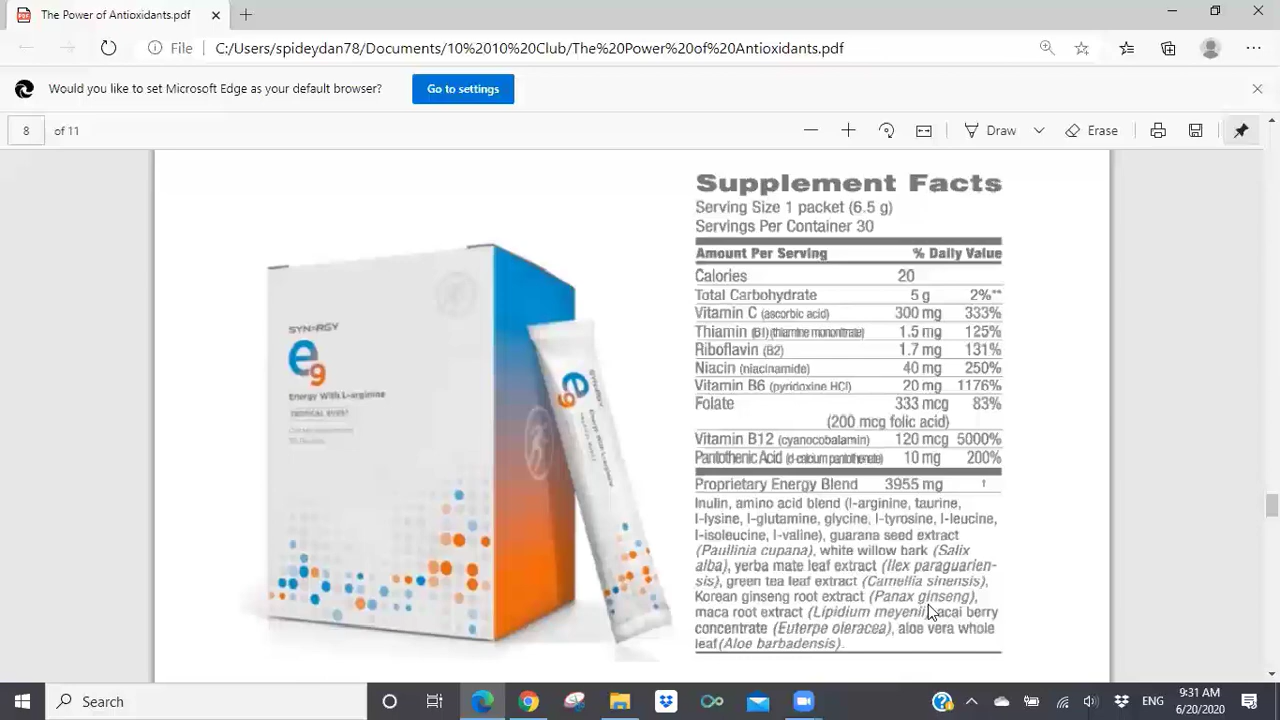 The Power of Antioxidants.pdf
File
C:/Users/spideydan78/Documents/10%2010%20Club/The%20Power%20of%20Antioxidants.pdf
Would you like to set Microsoft Edge as your default browser?
Go to settings
8 of 11
Draw
Erase
Supplement Facts
Serving Size 1 packet (6.5 g)
Servings Per Container 30
Amount Per Serving % Daily Value
Calories 20
Total Carbohydrate 5 g 2%**
Vitamin C (ascorbic acid) 300 mg 333%
Thiamin (B1) (thiamine mononitrate) 1.5 mg 125%
Riboflavin (B2) 1.7 mg 131%
Niacin (niacinamide) 40 mg 250%
Vitamin B6 (pyridoxine HCl) 20 mg 1176%
Folate 333 mcg 83%
(200 mcg folic acid)
Vitamin B12 (cyanocobalamin) 120 mcg 5000%
Pantothenic Acid (d-calcium pantothenate) 10 mg 200%
Proprietary Energy Blend 3955 mg †
Inulin, amino acid blend (l-arginine, taurine,
l-lysine, l-glutamine, glycine, l-tyrosine, l-leucine,
l-isoleucine, l-valine), guarana seed extract
(Paullinia cupana), white willow bark (Salix
alba), yerba mate leaf extract (Ilex paraguarien-
sis), green tea leaf extract (Camellia sinensis),
Korean ginseng root extract (Panax ginseng),
maca root extract (Lipidium meyenii), acai berry
concentrate (Euterpe oleracea), aloe vera whole
leaf (Aloe barbadensis).
SYNERGY
e9
Energy With L-arginine
TROPICAL BURST
SYNERGY
e9
Energy With L-arginine
Search
ENG
9:31 AM
6/20/2020